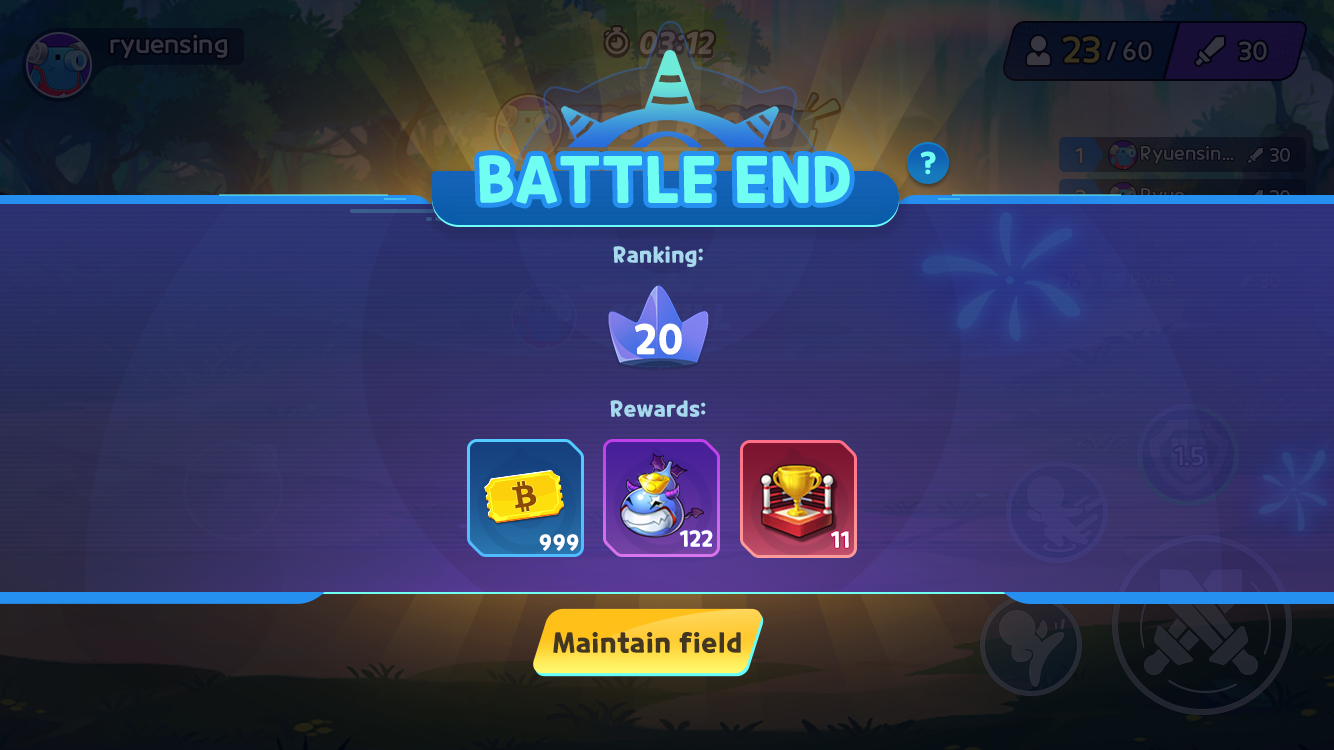 ryuensing
03:12
23/60
30
BATTLE END
?
1 Ryuensin... 30
Ranking:
20
Rewards:
999
122
11
1.5
Maintain field